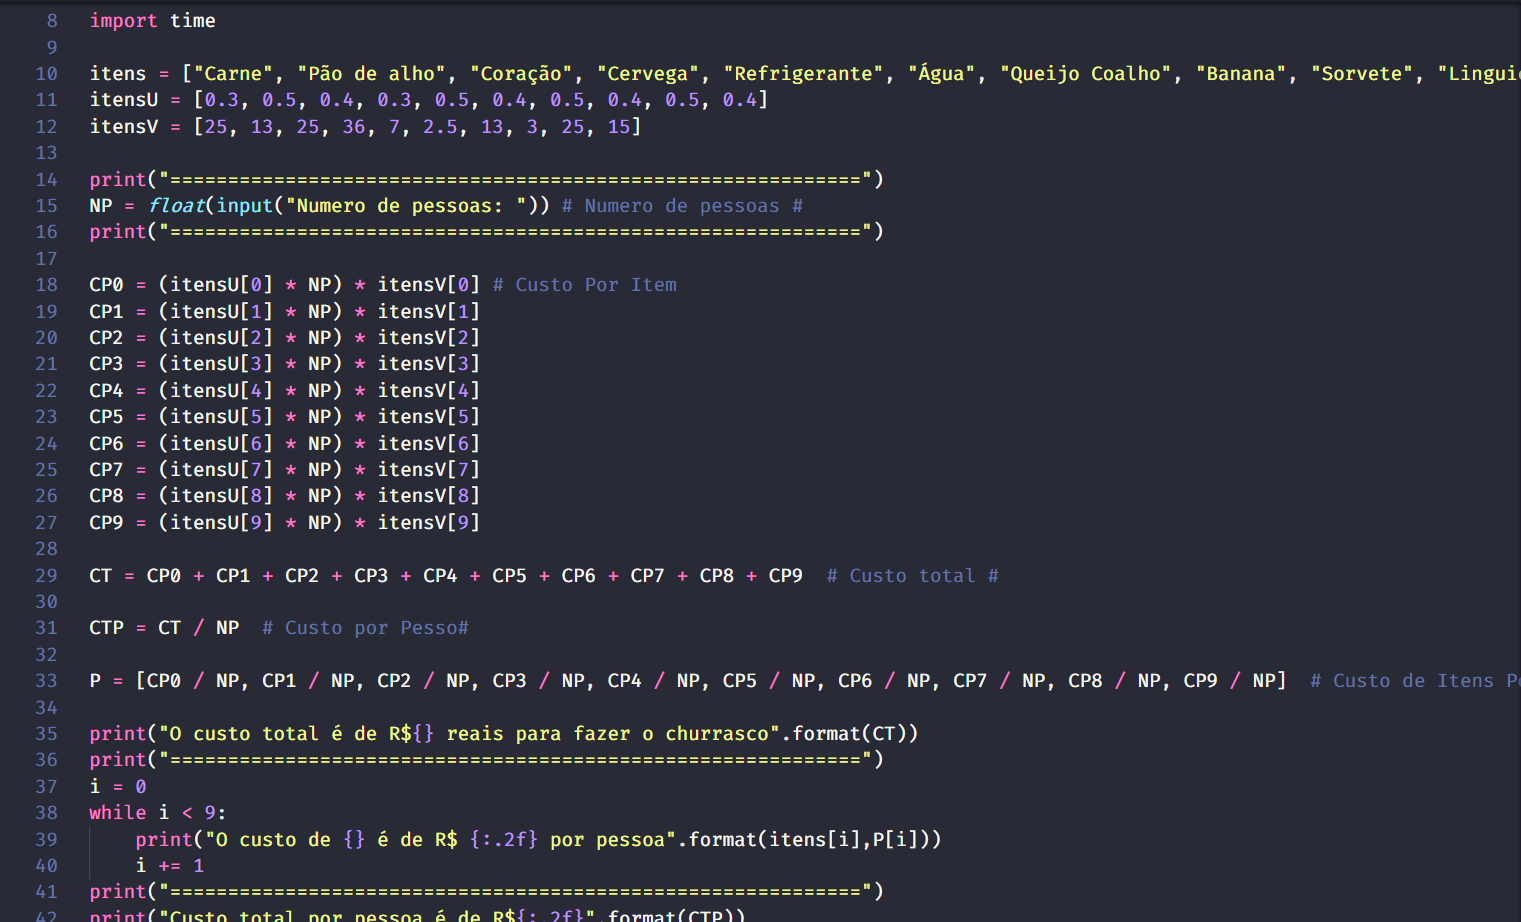 8 import time
9
10 itens = ["Carne", "Pão de alho", "Coração", "Cervega", "Refrigerante", "Água", "Queijo Coalho", "Banana", "Sorvete", "Lingui
11 itensU = [0.3, 0.5, 0.4, 0.3, 0.5, 0.4, 0.5, 0.4, 0.5, 0.4]
12 itensV = [25, 13, 25, 36, 7, 2.5, 13, 3, 25, 15]
13
14 print("============================================================")
15 NP = float(input("Numero de pessoas: ")) # Numero de pessoas #
16 print("============================================================")
17
18 CP0 = (itensU[0] * NP) * itensV[0] # Custo Por Item
19 CP1 = (itensU[1] * NP) * itensV[1]
20 CP2 = (itensU[2] * NP) * itensV[2]
21 CP3 = (itensU[3] * NP) * itensV[3]
22 CP4 = (itensU[4] * NP) * itensV[4]
23 CP5 = (itensU[5] * NP) * itensV[5]
24 CP6 = (itensU[6] * NP) * itensV[6]
25 CP7 = (itensU[7] * NP) * itensV[7]
26 CP8 = (itensU[8] * NP) * itensV[8]
27 CP9 = (itensU[9] * NP) * itensV[9]
28
29 CT = CP0 + CP1 + CP2 + CP3 + CP4 + CP5 + CP6 + CP7 + CP8 + CP9  # Custo total #
30
31 CTP = CT / NP  # Custo por Pesso#
32
33 P = [CP0 / NP, CP1 / NP, CP2 / NP, CP3 / NP, CP4 / NP, CP5 / NP, CP6 / NP, CP7 / NP, CP8 / NP, CP9 / NP]  # Custo de Itens P
34
35 print("O custo total é de R${} reais para fazer o churrasco".format(CT))
36 print("============================================================")
37 i = 0
38 while i < 9:
39     print("O custo de {} é de R$ {:.2f} por pessoa".format(itens[i],P[i]))
40     i += 1
41 print("============================================================")
42 print("Custo total por pessoa é de R${:.2f}".format(CTP))